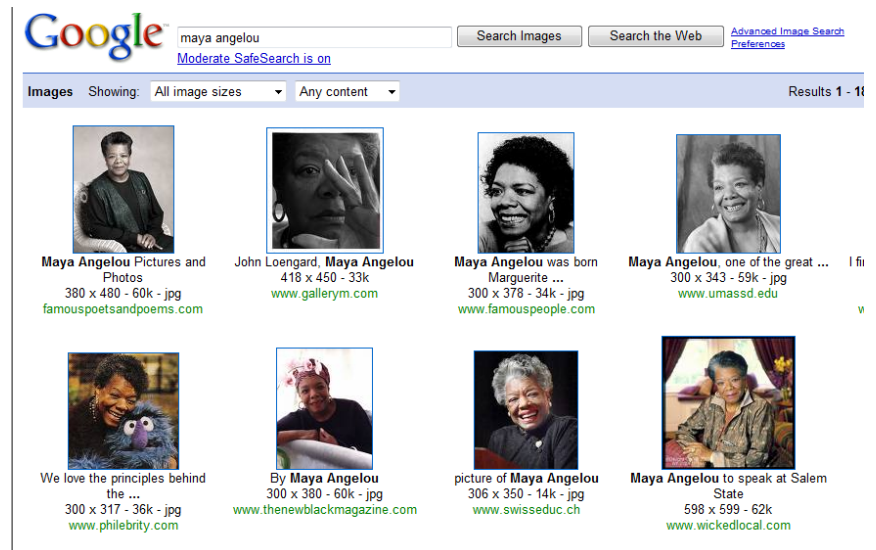 Google™
maya angelou
Search Images
Search the Web
Advanced Image Search
Preferences
Moderate SafeSearch is on
Images Showing: All image sizes Any content Results 1 - 18
Maya Angelou Pictures and
Photos
380 x 480 - 60k - jpg
famouspoetsandpoems.com
John Loengard, Maya Angelou
418 x 450 - 33k
www.gallerym.com
Maya Angelou was born
Marguerite ...
300 x 378 - 34k - jpg
www.famouspeople.com
Maya Angelou, one of the great ...
300 x 343 - 59k - jpg
www.umassd.edu
I fi
w
We love the principles behind
the ...
300 x 317 - 36k - jpg
www.philebrity.com
By Maya Angelou
300 x 380 - 60k - jpg
www.thenewblackmagazine.com
picture of Maya Angelou
306 x 350 - 14k - jpg
www.swisseduc.ch
Maya Angelou to speak at Salem
State
598 x 599 - 62k
www.wickedlocal.com